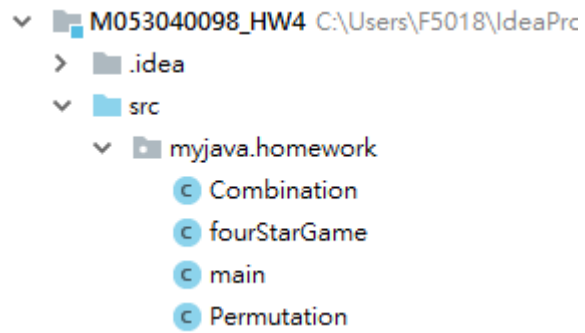 M053040098_HW4 C:\Users\F5018\IdeaPro
.idea
src
myjava.homework
C Combination
C fourStarGame
C main
C Permutation